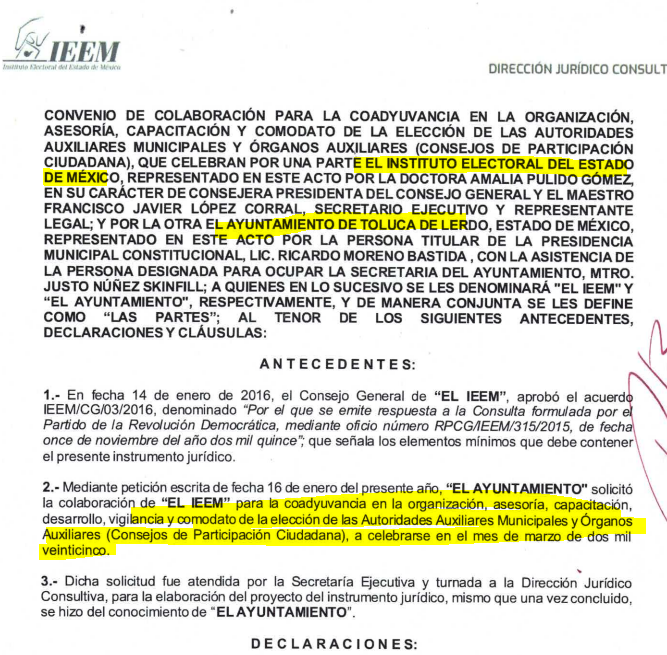 IEEM
Instituto Electoral del Estado de México
DIRECCIÓN JURÍDICO CONSULT
CONVENIO DE COLABORACIÓN PARA LA COADYUVANCIA EN LA ORGANIZACIÓN,
ASESORÍA, CAPACITACIÓN Y COMODATO DE LA ELECCIÓN DE LAS AUTORIDADES
AUXILIARES MUNICIPALES Y ÓRGANOS AUXILIARES (CONSEJOS DE PARTICIPACIÓN
CIUDADANA), QUE CELEBRAN POR UNA PARTE EL INSTITUTO ELECTORAL DEL ESTADO
DE MÉXICO, REPRESENTADO EN ESTE ACTO POR LA DOCTORA AMALIA PULIDO GÓMEZ,
EN SU CARÁCTER DE CONSEJERA PRESIDENTA DEL CONSEJO GENERAL Y EL MAESTRO
FRANCISCO JAVIER LÓPEZ CORRAL, SECRETARIO EJECUTIVO Y REPRESENTANTE
LEGAL; Y POR LA OTRA EL AYUNTAMIENTO DE TOLUCA DE LERDO, ESTADO DE MÉXICO,
REPRESENTADO EN ESTE ACTO POR LA PERSONA TITULAR DE LA PRESIDENCIA
MUNICIPAL CONSTITUCIONAL, LIC. RICARDO MORENO BASTIDA , CON LA ASISTENCIA DE
LA PERSONA DESIGNADA PARA OCUPAR LA SECRETARIA DEL AYUNTAMIENTO, MTRO.
JUSTO NÚÑEZ SKINFILL; A QUIENES EN LO SUCESIVO SE LES DENOMINARÁ "EL IEEM" Y
"EL AYUNTAMIENTO", RESPECTIVAMENTE, Y DE MANERA CONJUNTA SE LES DEFINE
COMO "LAS PARTES"; AL TENOR DE LOS SIGUIENTES ANTECEDENTES,
DECLARACIONES Y CLÁUSULAS:
ANTECEDENTES:
1.- En fecha 14 de enero de 2016, el Consejo General de "EL IEEM", aprobó el acuerdo
IEEM/CG/03/2016, denominado "Por el que se emite respuesta a la Consulta formulada por el
Partido de la Revolución Democrática, mediante oficio número RPCG/IEEM/315/2015, de fecha
once de noviembre del año dos mil quince"; que señala los elementos mínimos que debe contener
el presente instrumento jurídico.
2.- Mediante petición escrita de fecha 16 de enero del presente año, "EL AYUNTAMIENTO" solicitó
la colaboración de "EL IEEM" para la coadyuvancia en la organización, asesoría, capacitación,
desarrollo, vigilancia y comodato de la elección de las Autoridades Auxiliares Municipales y Órganos
Auxiliares (Consejos de Participación Ciudadana), a celebrarse en el mes de marzo de dos mil
veinticinco.
3.- Dicha solicitud fue atendida por la Secretaría Ejecutiva y turnada a la Dirección Jurídico
Consultiva, para la elaboración del proyecto del instrumento jurídico, mismo que una vez concluido,
se hizo del conocimiento de "EL AYUNTAMIENTO".
DECLARACIONES: